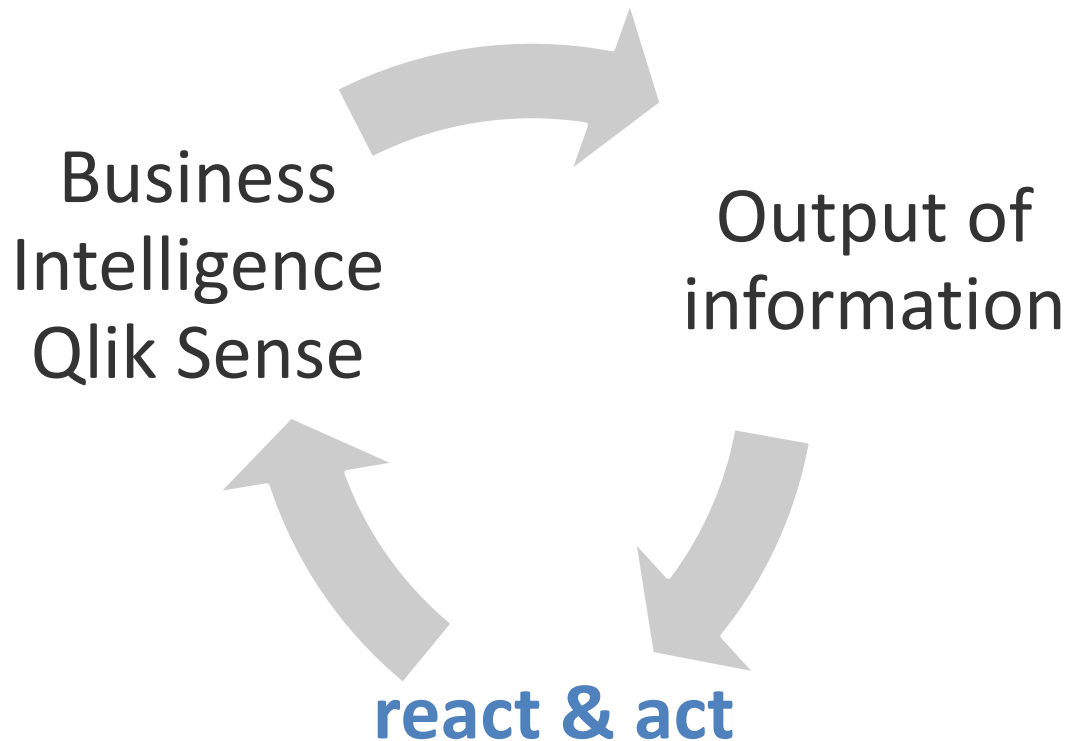 Business
Intelligence
Qlik Sense
Output of
information
react & act